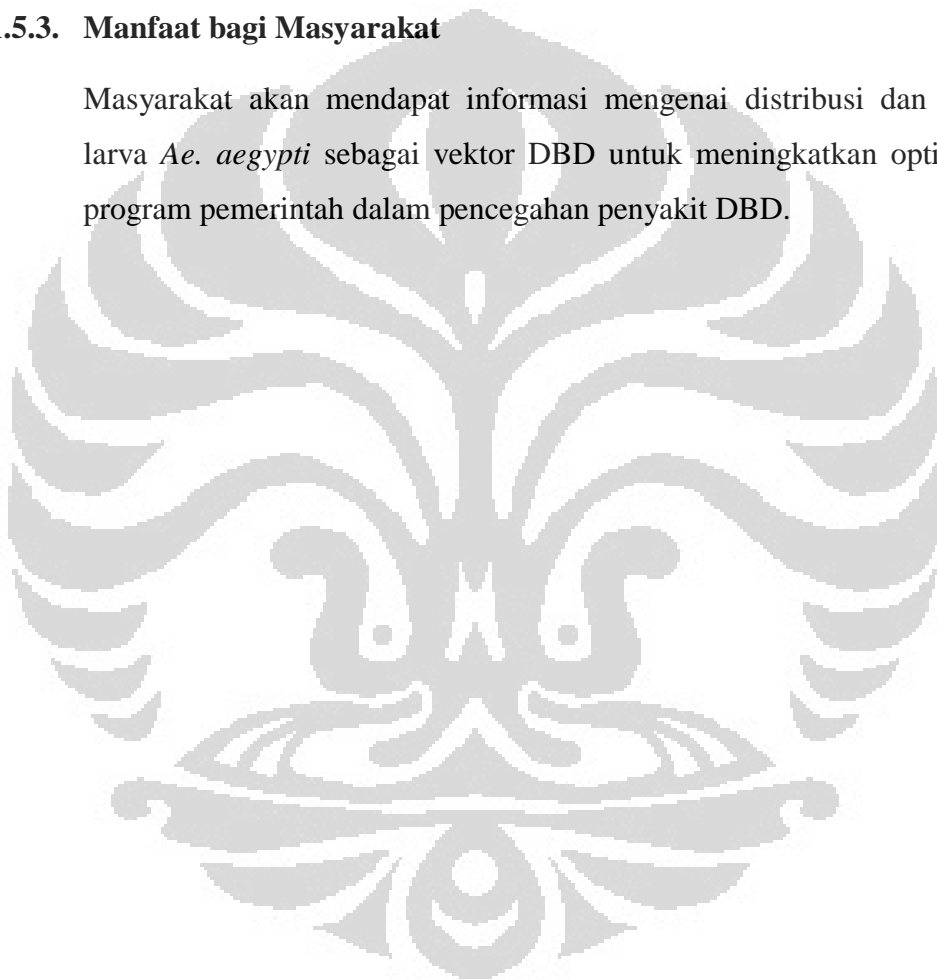 .5.3. Manfaat bagi Masyarakat
Masyarakat akan mendapat informasi mengenai distribusi dan
larva Ae. aegypti sebagai vektor DBD untuk meningkatkan opti
program pemerintah dalam pencegahan penyakit DBD.